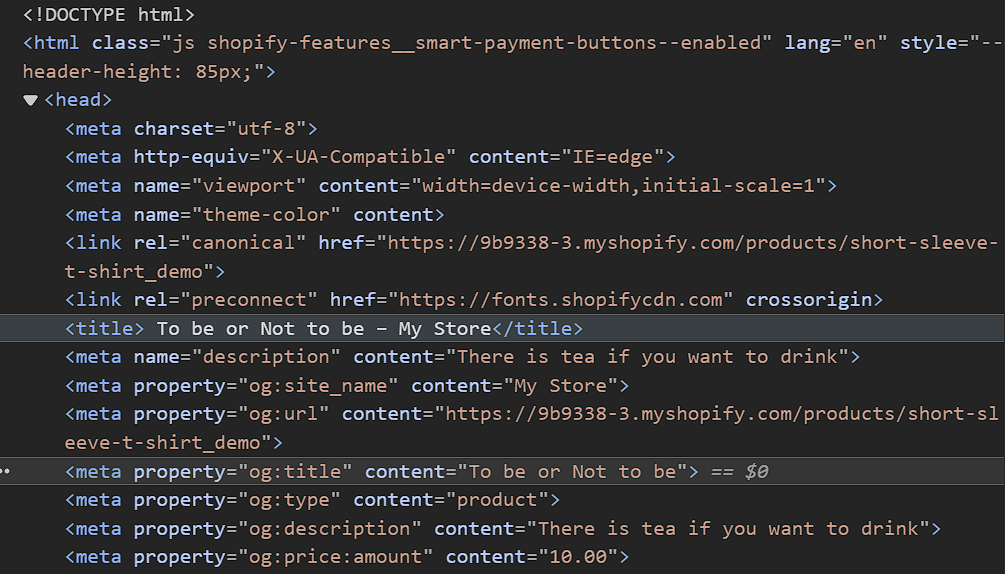 <!DOCTYPE html>
<html class="js shopify-features__smart-payment-buttons--enabled" lang="en" style="--
header-height: 85px;">
<head>
<meta charset="utf-8">
<meta http-equiv="X-UA-Compatible" content="IE=edge">
<meta name="viewport" content="width=device-width,initial-scale=1">
<meta name="theme-color" content>
<link rel="canonical" href="https://9b9338-3.myshopify.com/products/short-sleeve-
t-shirt_demo">
<link rel="preconnect" href="https://fonts.shopifycdn.com" crossorigin>
<title> To be or Not to be – My Store</title>
<meta name="description" content="There is tea if you want to drink">
<meta property="og:site_name" content="My Store">
<meta property="og:url" content="https://9b9338-3.myshopify.com/products/short-sl
eeve-t-shirt_demo">
<meta property="og:title" content="To be or Not to be"> == $0
<meta property="og:type" content="product">
<meta property="og:description" content="There is tea if you want to drink">
<meta property="og:price:amount" content="10.00">